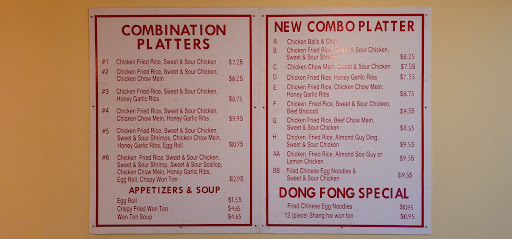 COMBINATION
PLATTERS
#1 Chicken Fried Rice, Sweet & Sour Chicken $7.25
#2 Chicken Fried Rice, Sweet & Sour Chicken,
Chicken Chow Mein $8.25
#3 Chicken Fried Rice, Sweet & Sour Chicken,
Honey Garlic Ribs $8.75
#4 Chicken Fried Rice, Sweet & Sour Chicken,
Chicken Chow Mein, Honey Garlic Ribs $9.95
#5 Chicken Fried Rice, Sweet & Sour Chicken,
Sweet & Sour Shrimps, Chicken Chow Mein,
Honey Garlic Ribs, Egg Roll $10.95
#6 Chicken Fried Rice, Sweet & Sour Chicken,
Sweet & Sour Shrimp, Sweet & Sour Scallop,
Chicken Chow Mein, Honey Garlic Ribs,
Egg Roll, Crispy Won Ton $12.95
APPETIZERS & SOUP
Egg Roll $1.55
Crispy Fried Won Ton $4.65
Won Ton Soup $4.65
NEW COMBO PLATTER
A Chicken Balls &
B Chicken Fried Rice, Sweet & Sour Chicken,
Sweet & Sour Shrimp $8.25
C Chicken Chow Mein, Sweet & Sour Chicken $7.55
D Chicken Fried Rice, Honey Garlic Ribs $7.55
E Chicken Fried Rice, Chicken Chow Mein,
Honey Garlic Ribs $8.75
F Chicken Fried Rice, Sweet & Sour Chicken,
Beef Broccoli $9.55
G Chicken Fried Rice, Beef Chow Mein,
Sweet & Sour Chicken $8.55
H Chicken Fried Rice, Almond Guy Ding,
Sweet & Sour Chicken $9.55
AA Chicken Fried Rice, Almond Soo Guy or
Lemon Chicken $9.55
BB Fried Chinese Egg Noodles &
Sweet & Sour Chicken $9.55
DONG FONG SPECIAL
Fried Chinese Egg Noodles $10.95
12 (piece) Shang hai won ton $10.95